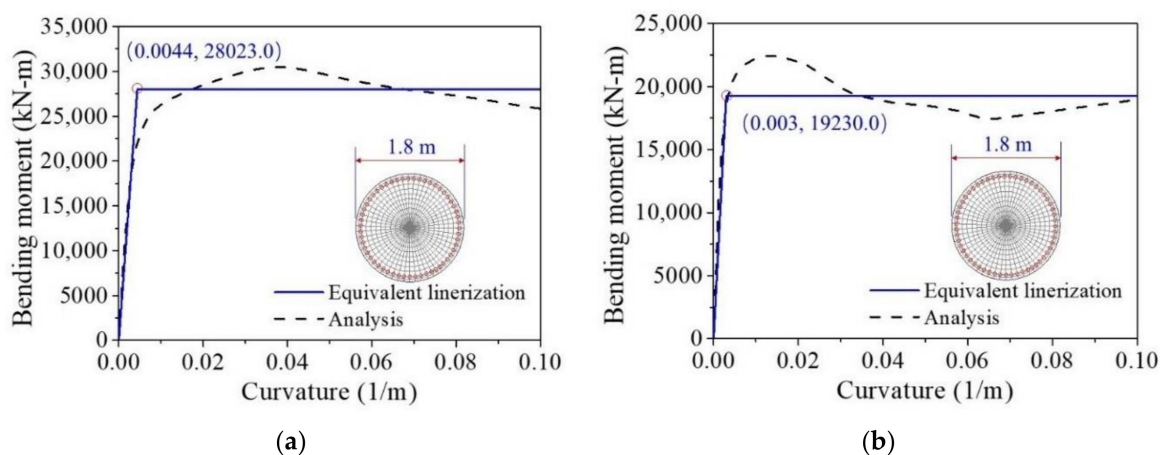 35,000
30,000
25,000
20,000
15,000
10,000
5000
0
Bending moment (kN-m)
(0.0044, 28023.0)
1.8 m
Equivalent linerization
Analysis
0.00 0.02 0.04 0.06 0.08 0.10
Curvature (1/m)
(a)
25,000
20,000
15,000
10,000
5000
0
Bending moment (kN-m)
(0.003, 19230.0)
1.8 m
Equivalent linerization
Analysis
0.00 0.02 0.04 0.06 0.08 0.10
Curvature (1/m)
(b)